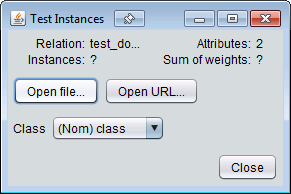 Test Instances
Relation: test_do... Attributes: 2
Instances: ? Sum of weights: ?
Open file... Open URL...
Class (Nom) class
Close